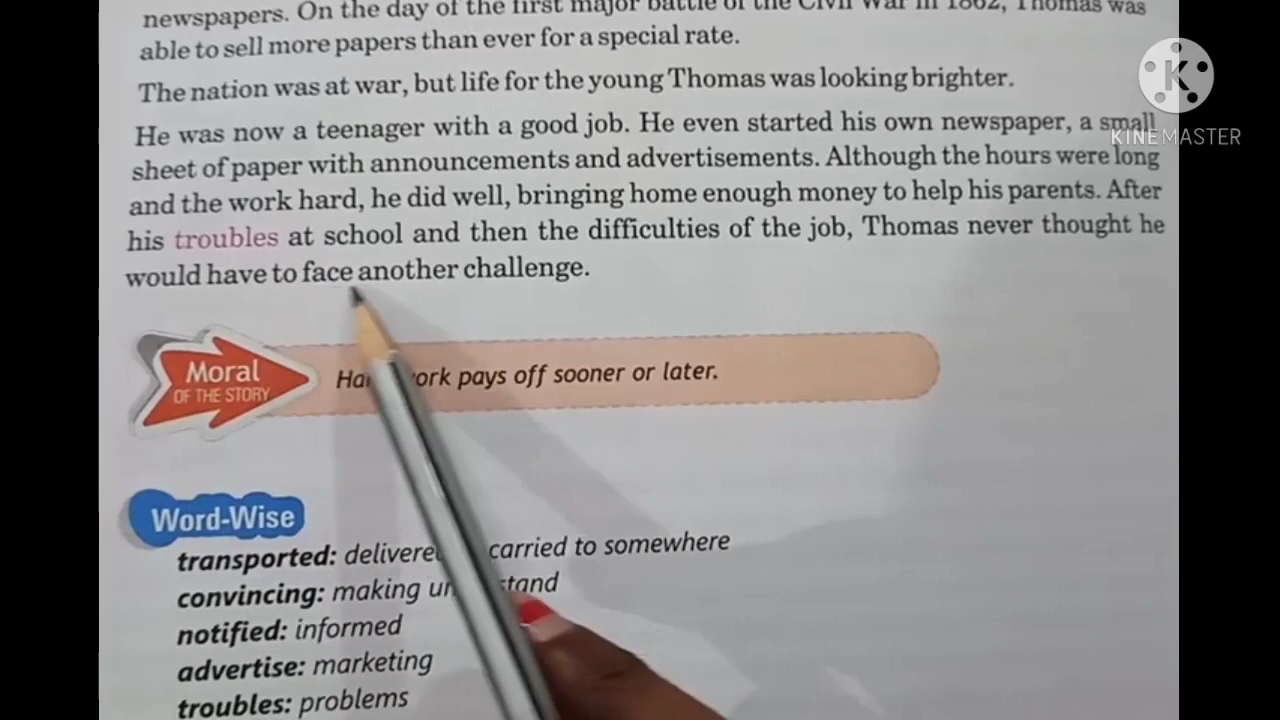 newspapers. On the day of the first major battle of the Civil War in 1862, Thomas was
able to sell more papers than ever for a special rate.
The nation was at war, but life for the young Thomas was looking brighter.
He was now a teenager with a good job. He even started his own newspaper, a small
sheet of paper with announcements and advertisements. Although the hours were long
and the work hard, he did well, bringing home enough money to help his parents. After
his troubles at school and then the difficulties of the job, Thomas never thought he
would have to face another challenge.
Moral
OF THE STORY
pays off sooner or later.
Word-Wise
transported: carried to somewhere
convincing: making
notified: informed
advertise: marketing
troubles: problems
K
KINEMASTER